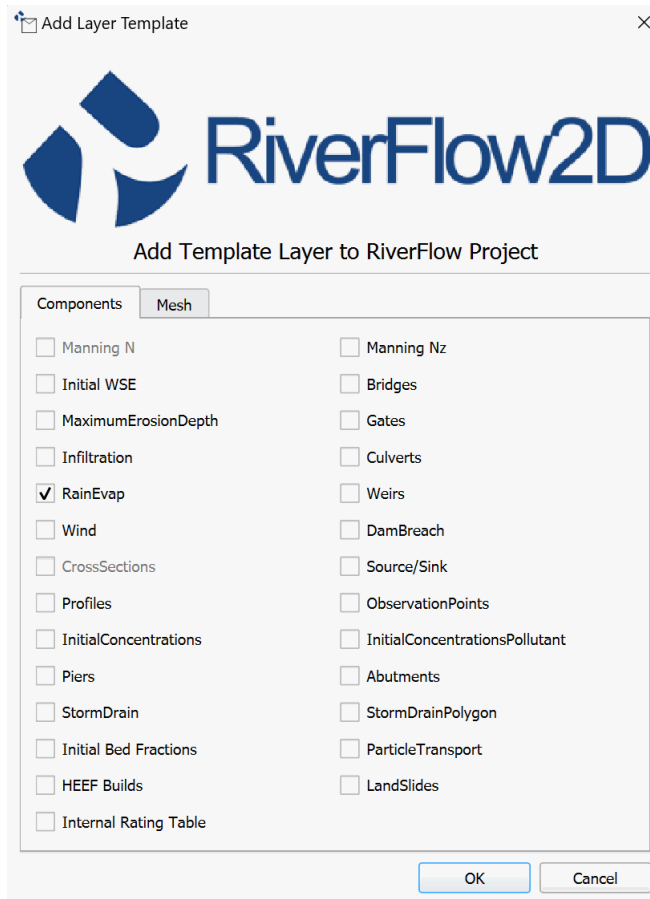 Add Layer Template
RiverFlow2D
Add Template Layer to RiverFlow Project
Components Mesh
Manning N Manning Nz
Initial WSE Bridges
MaximumErosionDepth Gates
Infiltration Culverts
RainEvap Weirs
Wind DamBreach
CrossSections Source/Sink
Profiles ObservationPoints
InitialConcentrations InitialConcentrationsPollutant
Piers Abutments
StormDrain StormDrainPolygon
Initial Bed Fractions ParticleTransport
HEEF Builds LandSlides
Internal Rating Table
OK Cancel